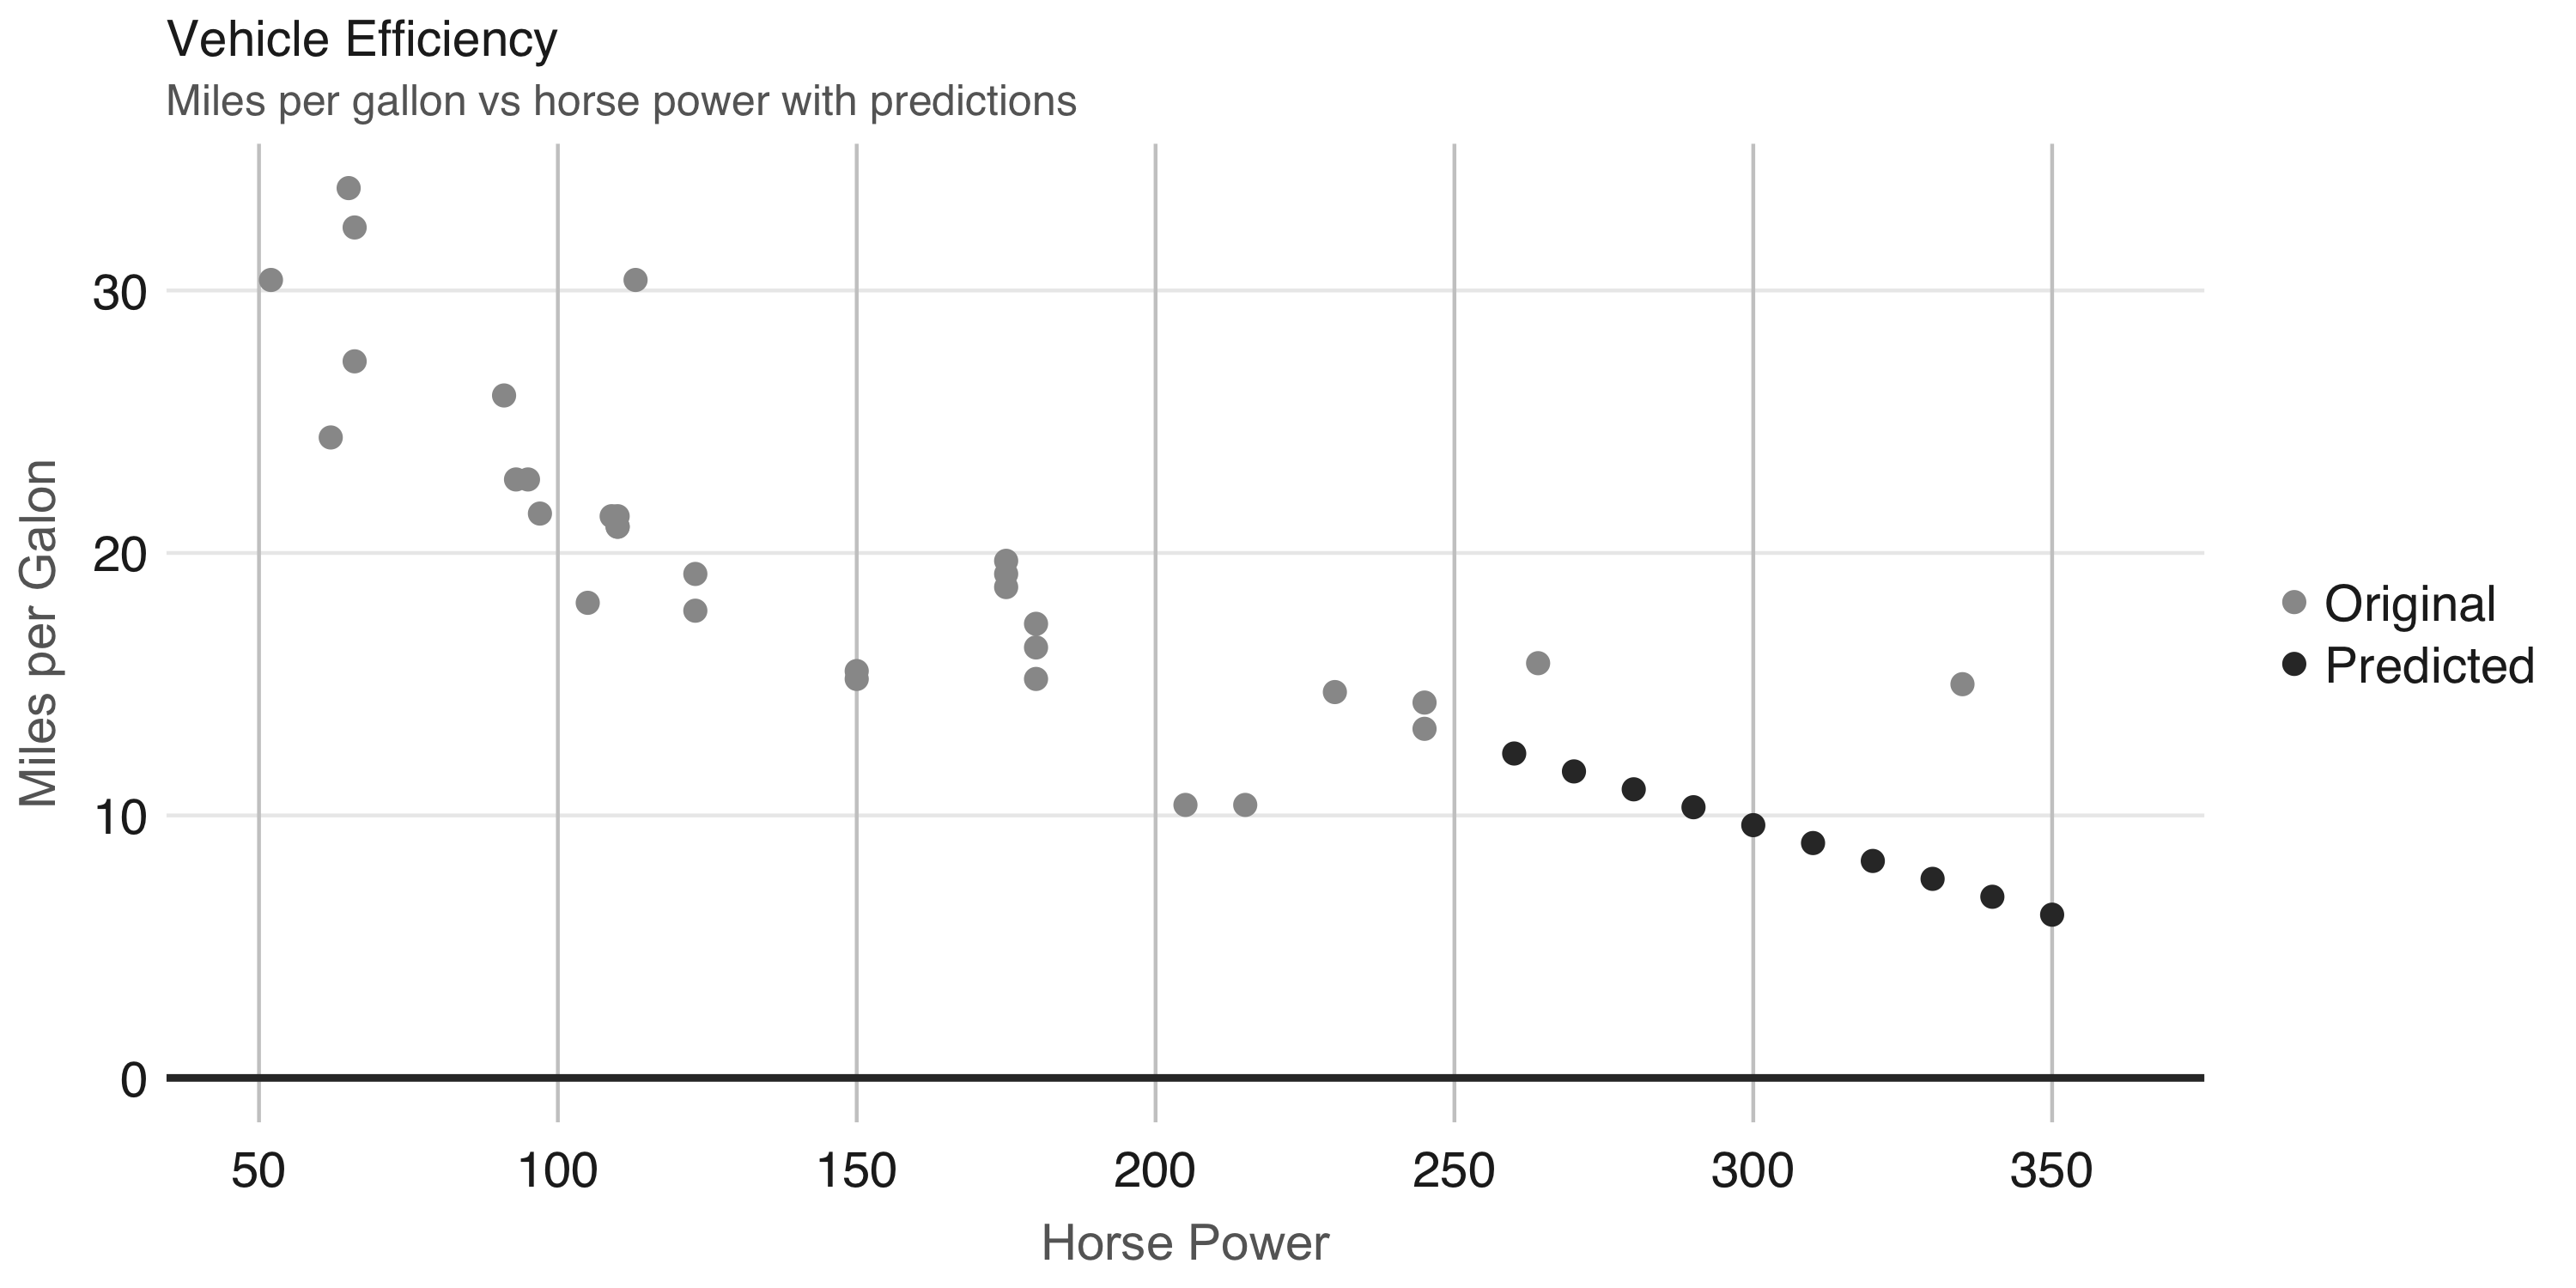 Vehicle Efficiency
Miles per gallon vs horse power with predictions
Miles per Galon
30
20
10
0
50 100 150 200 250 300 350
Horse Power
Original
Predicted